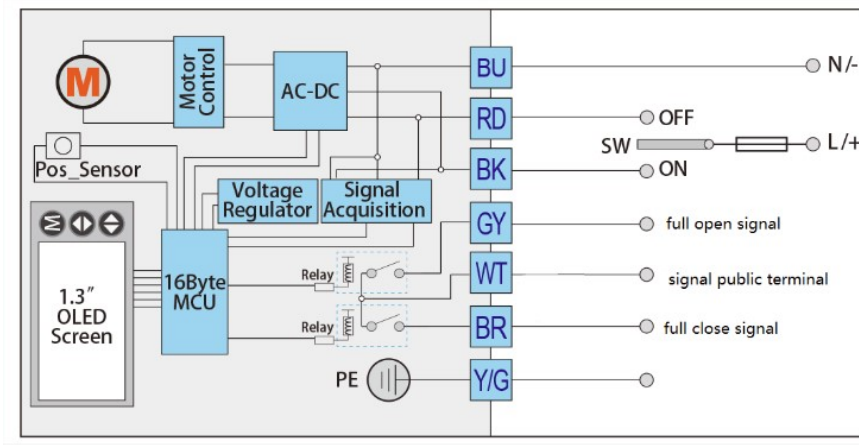 M
Motor
Control
AC-DC
BU
N/-
RD
OFF
SW
L/+
Pos_Sensor
BK
ON
Voltage
Regulator
Signal
Acquisition
GY
full open signal
M
1.3"
OLED
Screen
16Byte
MCU
Relay
WT
signal public terminal
Relay
BR
full close signal
PE
Y/G